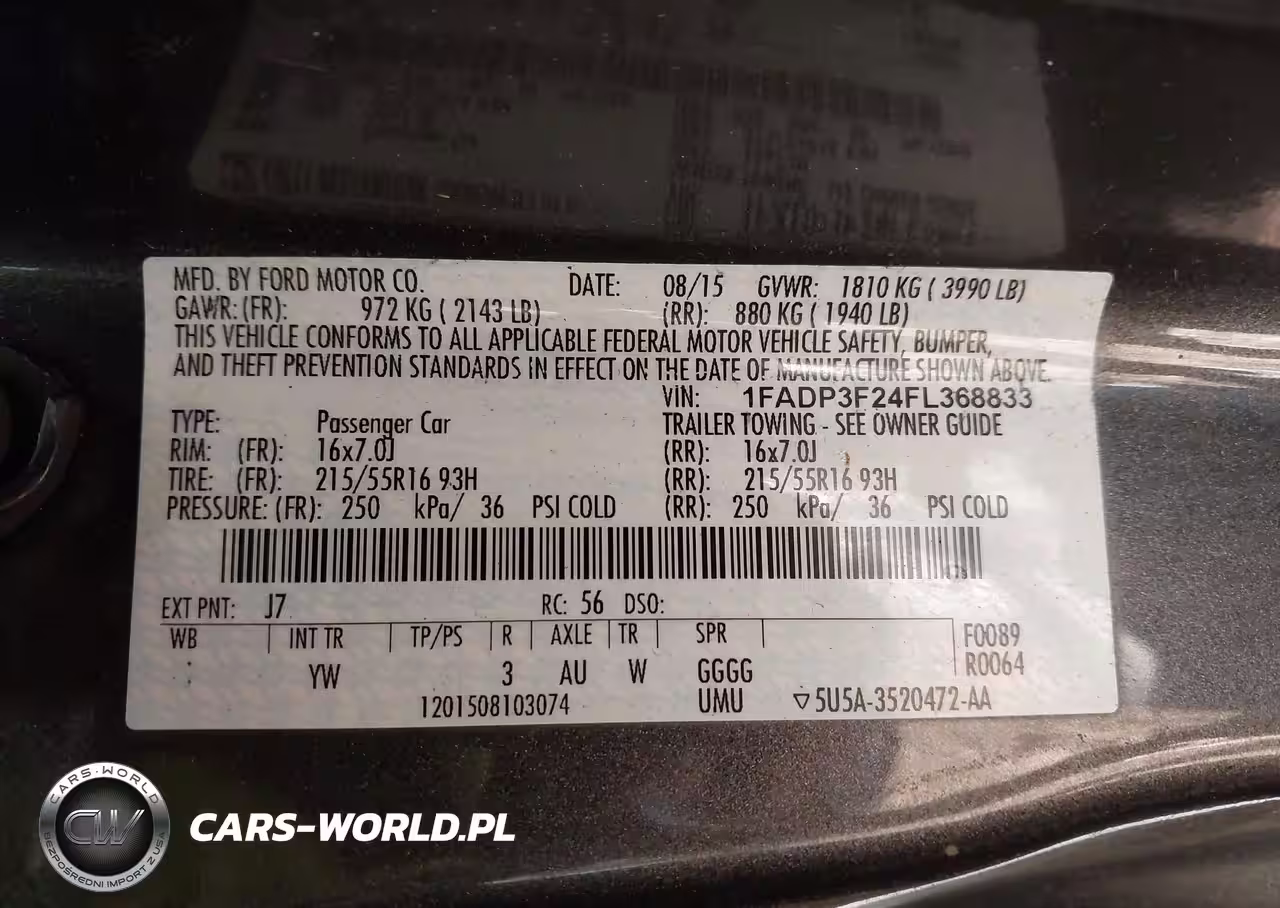 MFD. BY FORD MOTOR CO. DATE: 08/15 GVWR: 1810 KG ( 3990 LB)
GAWR: (FR): 972 KG ( 2143 LB) (RR): 880 KG ( 1940 LB)
THIS VEHICLE CONFORMS TO ALL APPLICABLE FEDERAL MOTOR VEHICLE SAFETY, BUMPER,
AND THEFT PREVENTION STANDARDS IN EFFECT ON THE DATE OF MANUFACTURE SHOWN ABOVE.
VIN: 1FADP3F24FL368833
TYPE: Passenger Car TRAILER TOWING - SEE OWNER GUIDE
RIM: (FR): 16x7.0J (RR): 16x7.0J
TIRE: (FR): 215/55R16 93H (RR): 215/55R16 93H
PRESSURE: (FR): 250 kPa/ 36 PSI COLD (RR): 250 kPa/ 36 PSI COLD
EXT PNT: J7 RC: 56 DSO:
WB INT TR TP/PS R AXLE TR SPR F0089
YW 3 AU W GGGG R0064
1201508103074 UMU ▽5U5A-3520472-AA
CARS-WORLD
CW
BEZPOŚREDNI IMPORT Z USA
CARS-WORLD.PL